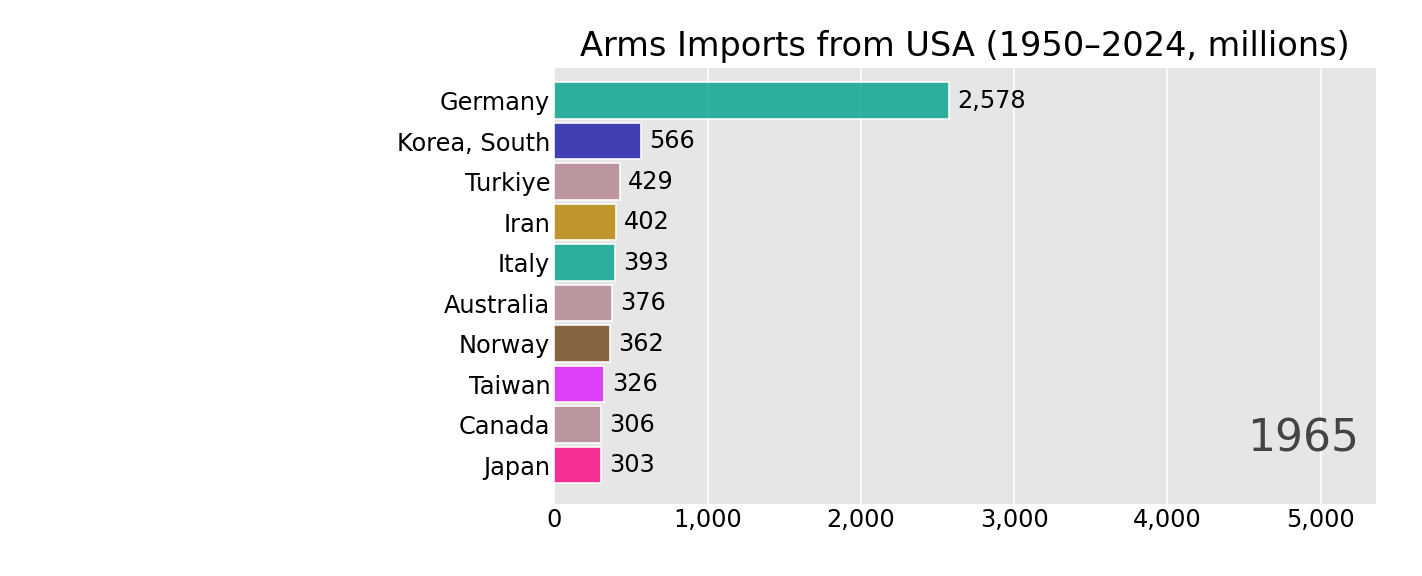 Arms Imports from USA (1950–2024, millions)
Germany 2,578
Korea, South 566
Turkiye 429
Iran 402
Italy 393
Australia 376
Norway 362
Taiwan 326
Canada 306
Japan 303
1965
0 1,000 2,000 3,000 4,000 5,000